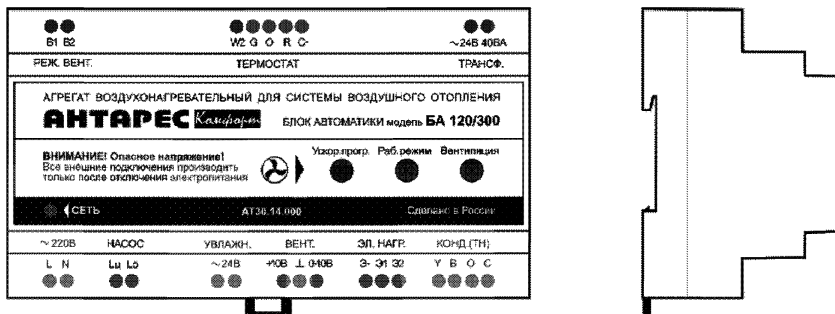 B1 B2 W2 G O R C- ~24В 40ВА
РЕЖ. ВЕНТ. ТЕРМОСТАТ ТРАНСФ.
АГРЕГАТ ВОЗДУХОНАГРЕВАТЕЛЬНЫЙ ДЛЯ СИСТЕМЫ ВОЗДУШНОГО ОТОПЛЕНИЯ
АНТАРЕС Комфорт БЛОК АВТОМАТИКИ модель БА 120/300
Ускор.прогр. Раб.режим Вентиляция
ВНИМАНИЕ! Опасное напряжение!
Все внешние подключения производить
только после отключения электропитания
СЕТЬ АТ36.14.000 Сделано в России
~220В НАСОС УВЛАЖН. ВЕНТ. ЭЛ. НАГР. КОНД.(ТН)
L N Lц Lо ~24В +10В ⊥ 0-10В Э- Э1 Э2 Y B O C